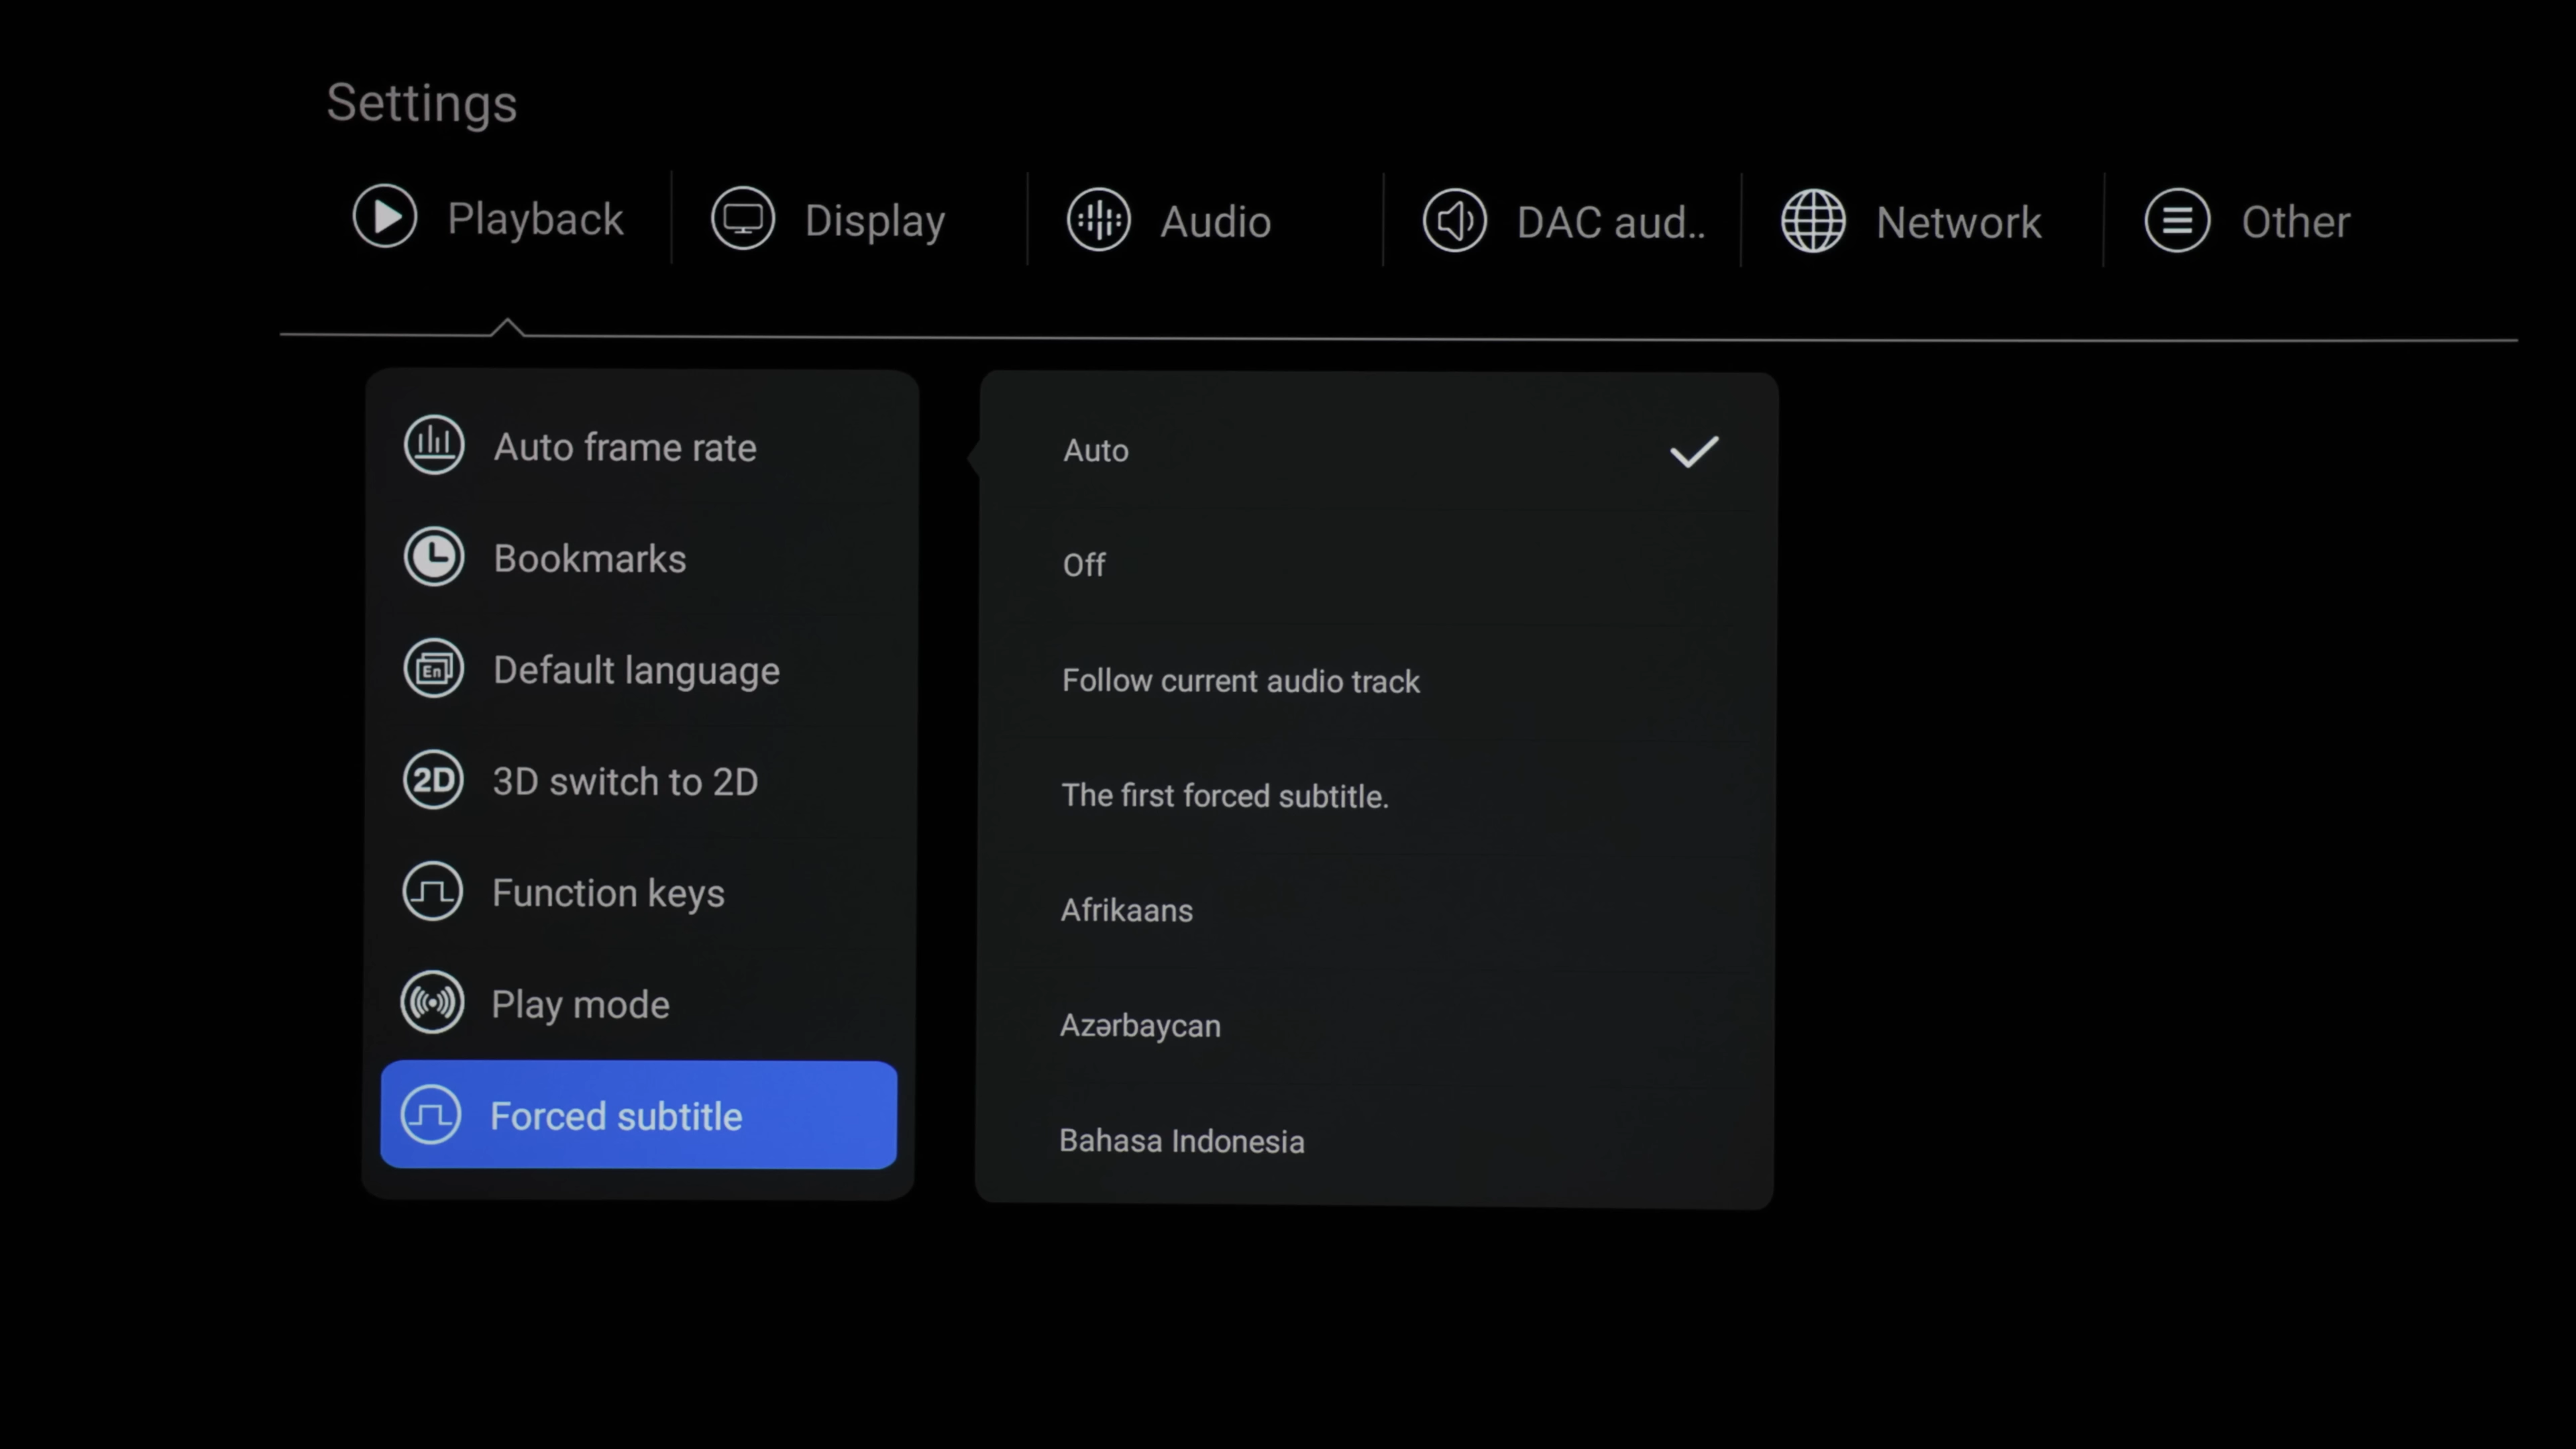 Settings
Playback
Display
Audio
DAC aud..
Network
Other
Auto frame rate
Bookmarks
En
Default language
2D
3D switch to 2D
Function keys
Play mode
Forced subtitle
Auto
Off
Follow current audio track
The first forced subtitle.
Afrikaans
Azərbaycan
Bahasa Indonesia